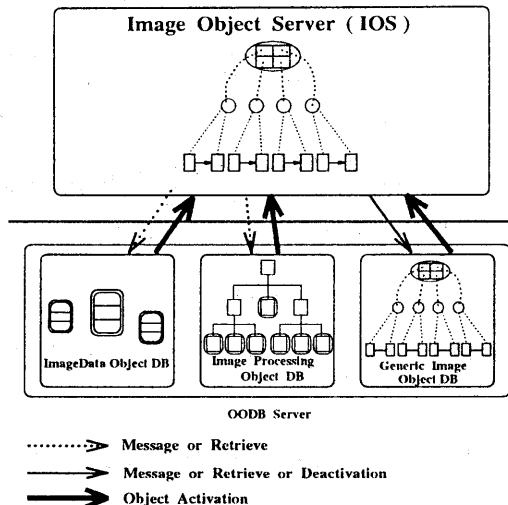 Image Object Server ( IOS )
ImageData Object DB
Image Processing
Object DB
Generic Image
Object DB
OODB Server
Message or Retrieve
Message or Retrieve or Deactivation
Object Activation